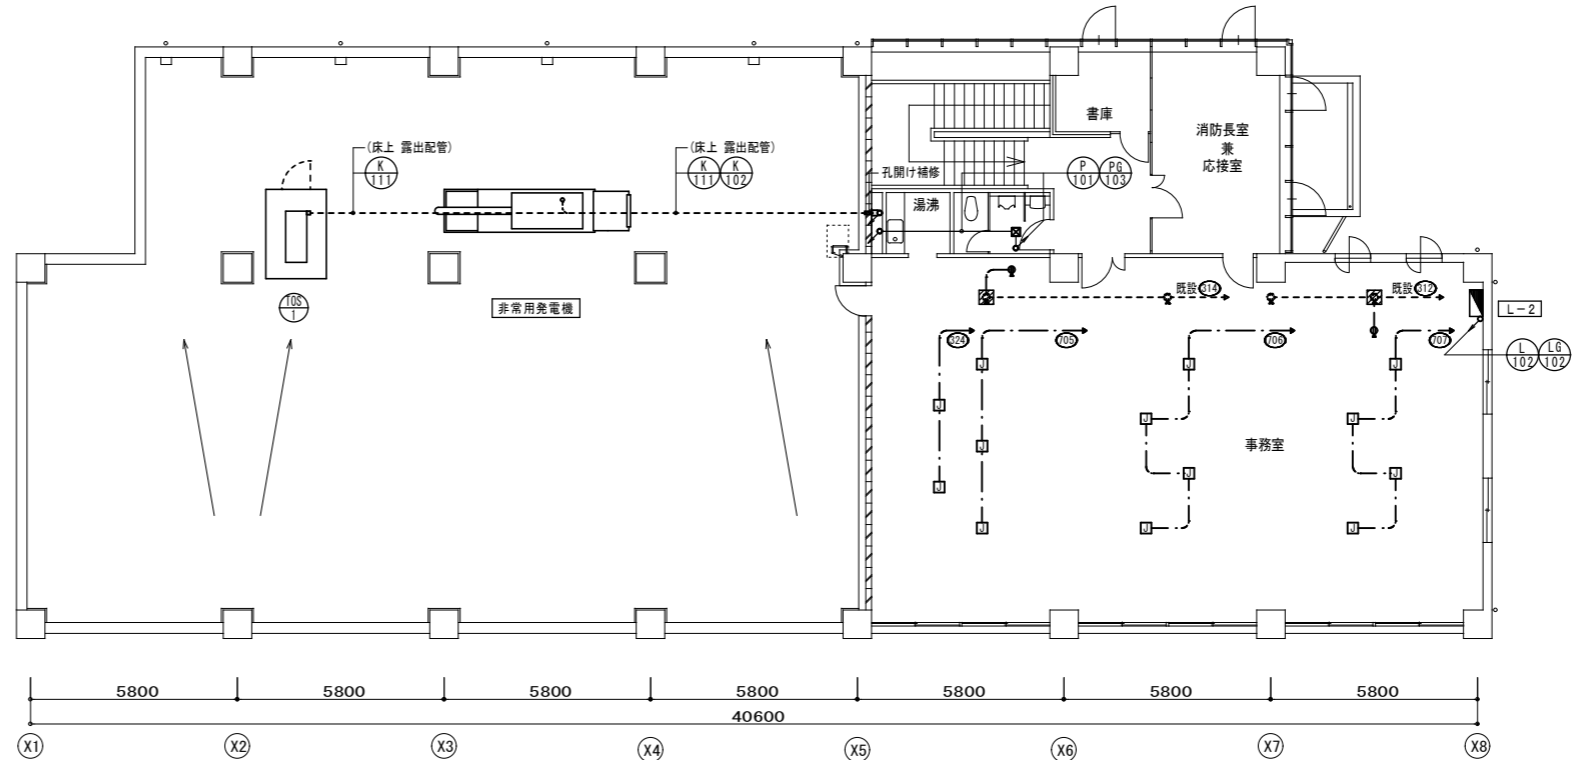 書庫
消防長室
兼
応接室
(床上 露出配管)
K
111
(床上 露出配管)
K
111
K
102
孔開け補修
P
101
PG
103
湯沸
TOS
1
非常用発電機
既設 314
既設 312
L-2
324
705
706
707
L
102
LG
102
J
J
J
J
J
J
J
J
J
J
J
J
J
事務室
5800
5800
5800
5800
5800
5800
5800
40600
X1
X2
X3
X4
X5
X6
X7
X8